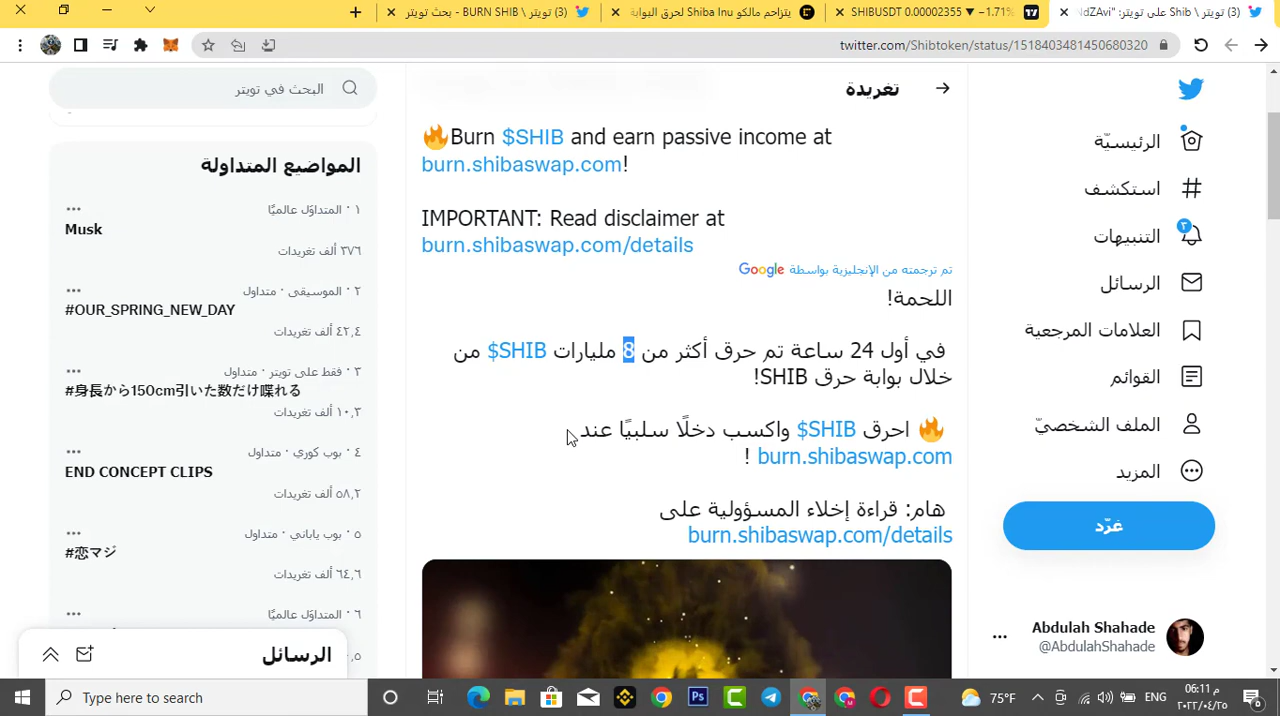 (3) تويتر \ Shib على تويتر: "NdZAvi
SHIBUSDT 0.00002355 ▼ −1.71%
يتزاحم مالكو Shiba Inu لحرق البوابة
(3) تويتر \ BURN SHIB - بحث تويتر
twitter.com/Shibtoken/status/1518403481450680320
تغريدة
البحث في تويتر
الرئيسيّة
استكشف
٢
التنبيهات
الرسائل
العلامات المرجعية
القوائم
الملف الشخصيّ
المزيد
غرّد
Abdulah Shahade
@AbdulahShahade
🔥Burn $SHIB and earn passive income at
burn.shibaswap.com!
IMPORTANT: Read disclaimer at
burn.shibaswap.com/details
تم ترجمته من الإنجليزية بواسطة Google
اللحمة!
في أول 24 ساعة تم حرق أكثر من 8 مليارات SHIB$ من
خلال بوابة حرق SHIB!
🔥 احرق SHIB$ واكسب دخلًا سلبيًا عند
burn.shibaswap.com !
هام: قراءة إخلاء المسؤولية على
burn.shibaswap.com/details
المواضيع المتداولة
١ · المتداوَل عالميًا
Musk
٣٧٦ ألف تغريدات
٢ · الموسيقى · متداول
#OUR_SPRING_NEW_DAY
٤٢٫٤ ألف تغريدات
٣ · فقط على تويتر · متداول
#身長から150cm引いた数だけ喋れる
١٠٫٣ ألف تغريدات
٤ · بوب كوري · متداول
END CONCEPT CLIPS
٥٨٫٢ ألف تغريدات
٥ · بوب ياباني · متداول
#恋マジ
٦٤٫٦ ألف تغريدات
٦ · المتداوَل عالميًا
الرسائل
Type here to search
Ps
75°F
ENG
06:11 م
٢٠٢٢/٠٤/٢٥